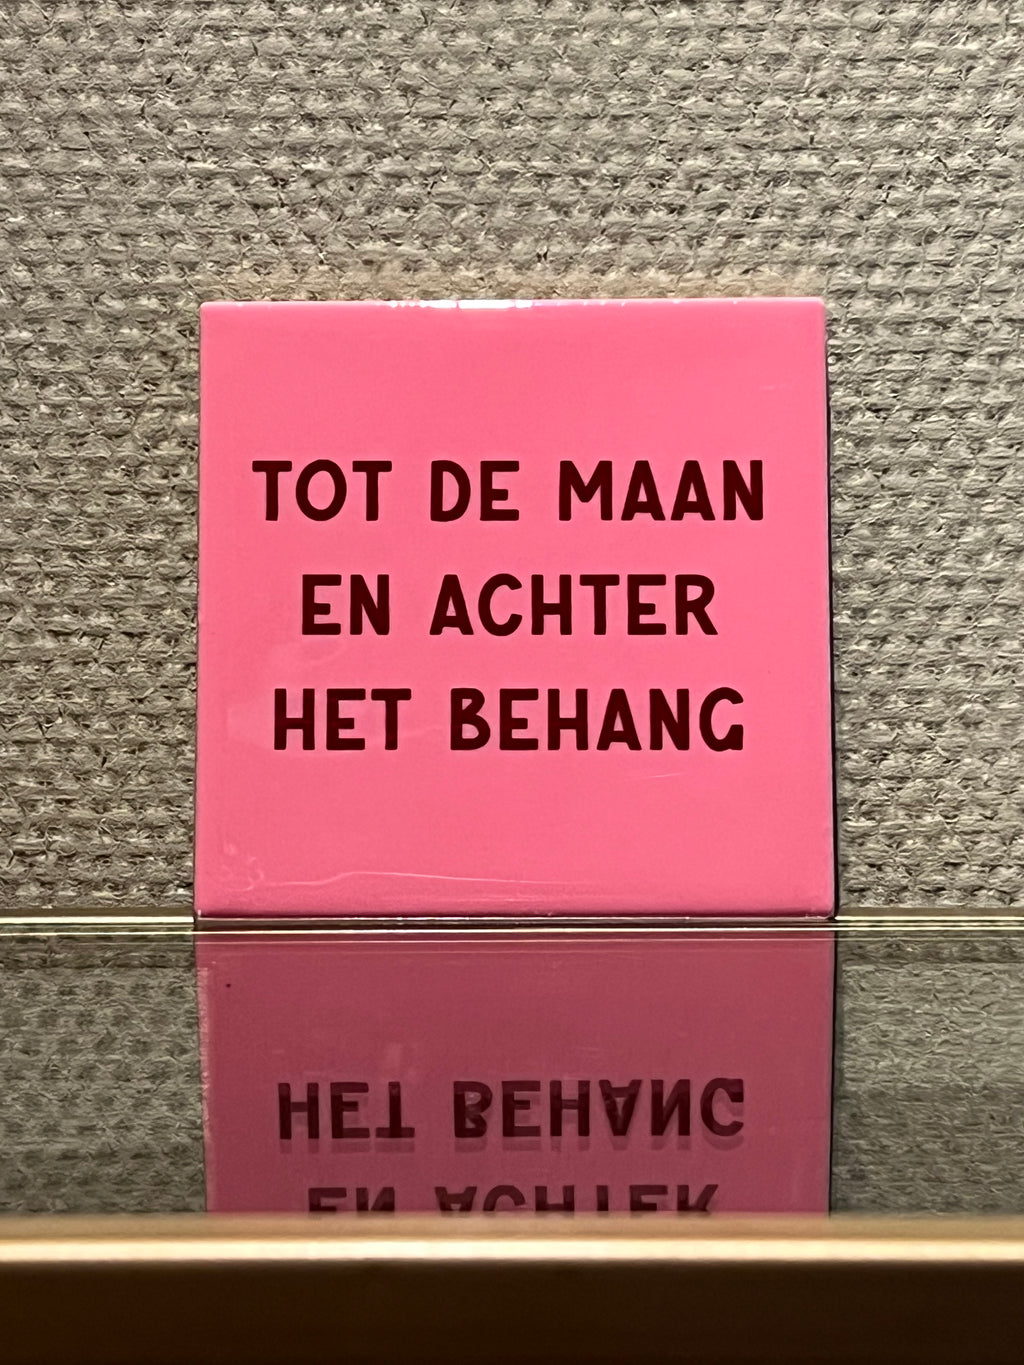 TOT DE MAAN
EN ACHTER
HET BEHANG